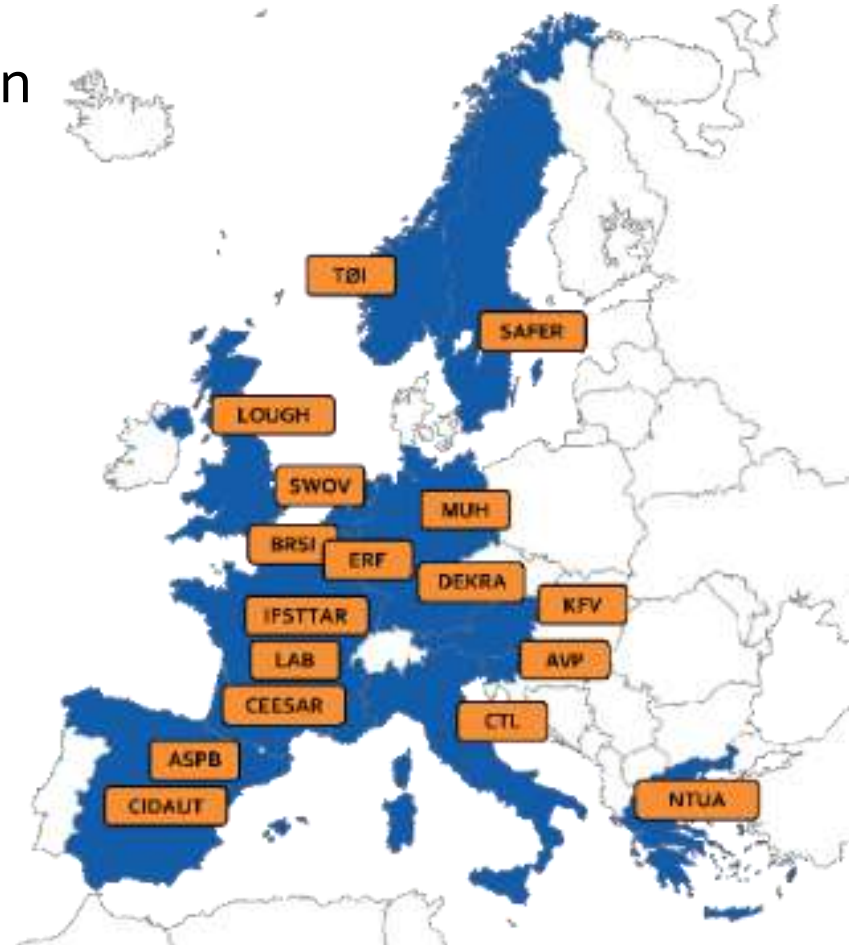 n
TØI
SAFER
LOUGH
SWOV
MUH
BRSI
ERF
DEKRA
KFV
IFSTTAR
LAB
AVP
CEESAR
CTL
ASPB
CIDAUT
NTUA